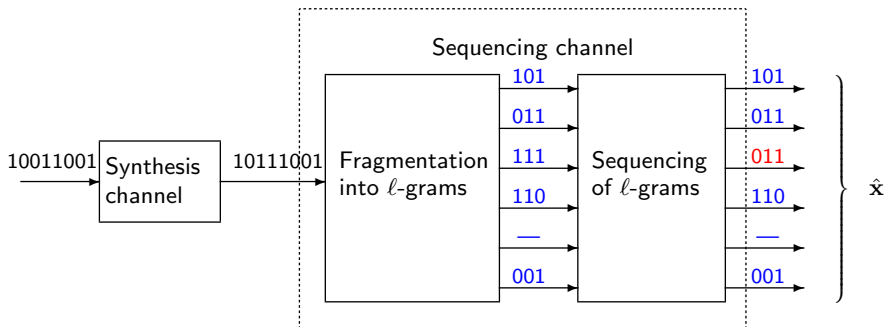 Sequencing channel
10011001
Synthesis
channel
10111001
Fragmentation
into ℓ-grams
101
011
111
110
—
001
Sequencing
of ℓ-grams
101
011
011
110
—
001
x̂